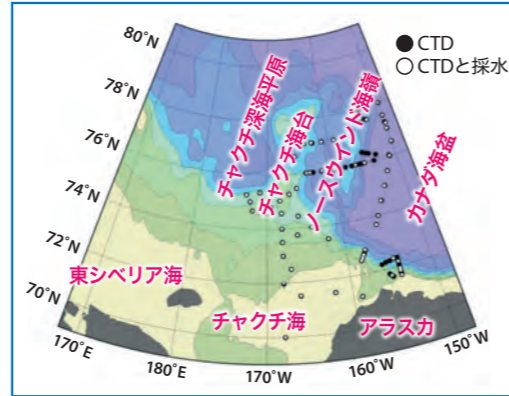 80˚N
78˚N
76˚N
74˚N
72˚N
70˚N
●CTD
○CTDと採水
チャクチ深海平原
チャクチ海台
ノースウインド海嶺
カナダ海盆
東シベリア海
チャクチ海
アラスカ
170˚E
180˚E
170˚W
160˚W
150˚W